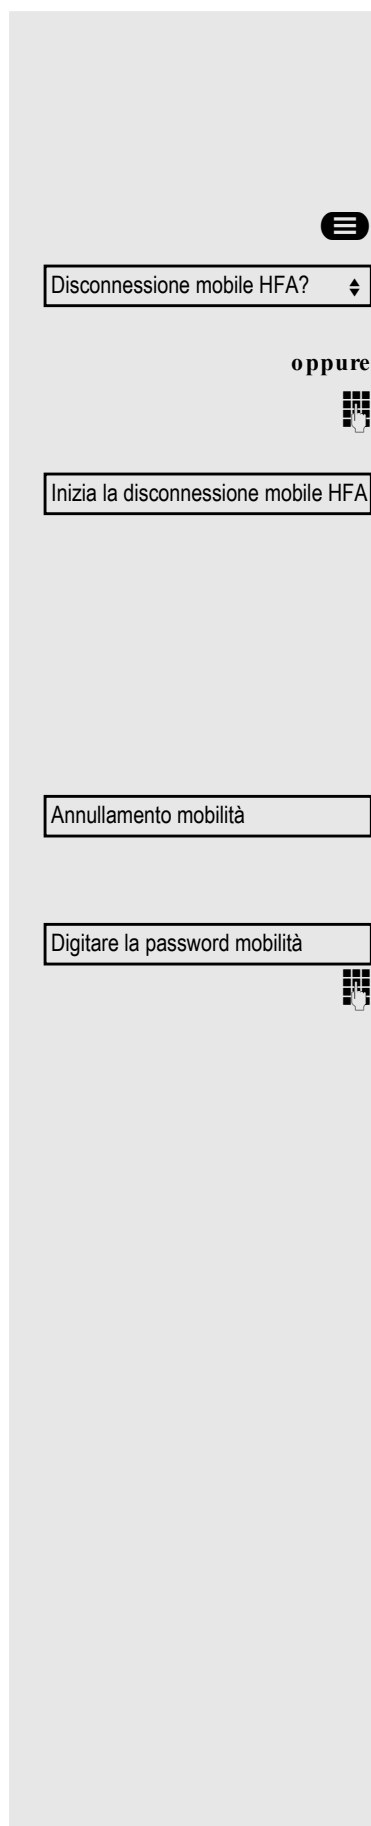 Disconnessione mobile HFA?
oppure
Inizia la disconnessione mobile HFA
Annullamento mobilità
Digitare la password mobilità